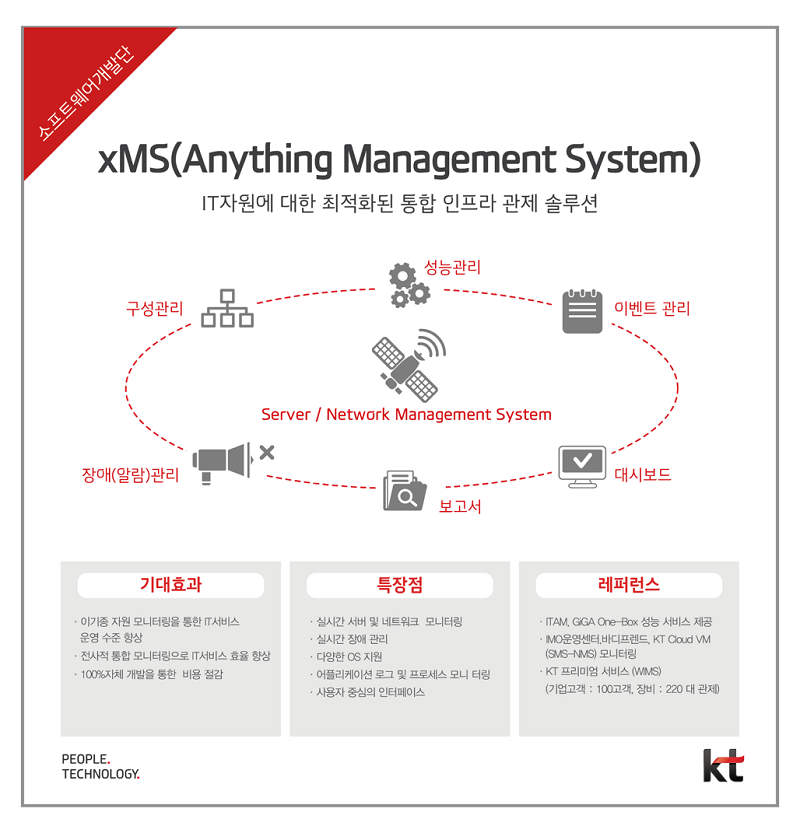 소프트웨어개발단
xMS(Anything Management System)
IT자원에 대한 최적화된 통합 인프라 관제 솔루션
성능관리
구성관리
이벤트 관리
Server / Network Management System
장애(알람)관리
대시보드
보고서
기대효과
· 이기종 자원 모니터링을 통한 IT서비스
운영 수준 향상
· 전사적 통합 모니터링으로 IT서비스 효율 향상
· 100%자체 개발을 통한 비용 절감
특장점
· 실시간 서버 및 네트워크 모니터링
· 실시간 장애 관리
· 다양한 OS 지원
· 어플리케이션 로그 및 프로세스 모니 터링
· 사용자 중심의 인터페이스
레퍼런스
· ITAM, GiGA One-Box 성능 서비스 제공
· IMO운영센터,바디프렌드, KT Cloud VM
(SMS-NMS) 모니터링
· KT 프리미엄 서비스 (WIMS)
(기업고객 : 100고객, 장비 : 220 대 관제)
PEOPLE.
TECHNOLOGY.
kt